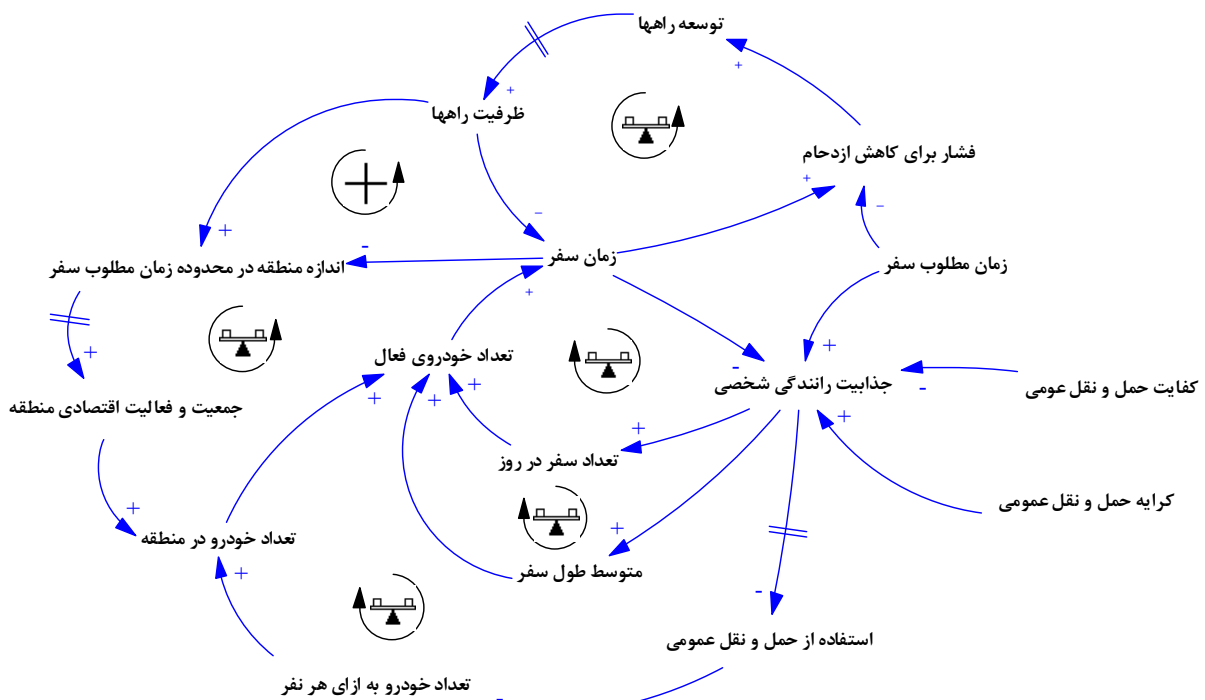 توسعه راهها
ظرفیت راهها
فشار برای کاهش ازدحام
زمان سفر
زمان مطلوب سفر
اندازه منطقه در محدوده زمان مطلوب سفر
تعداد خودروی فعال
جذابیت رانندگی شخصی
کفایت حمل و نقل عومی
جمعیت و فعالیت اقتصادی منطقه
تعداد سفر در روز
کرایه حمل و نقل عمومی
تعداد خودرو در منطقه
متوسط طول سفر
استفاده از حمل و نقل عمومی
تعداد خودرو به ازای هر نفر